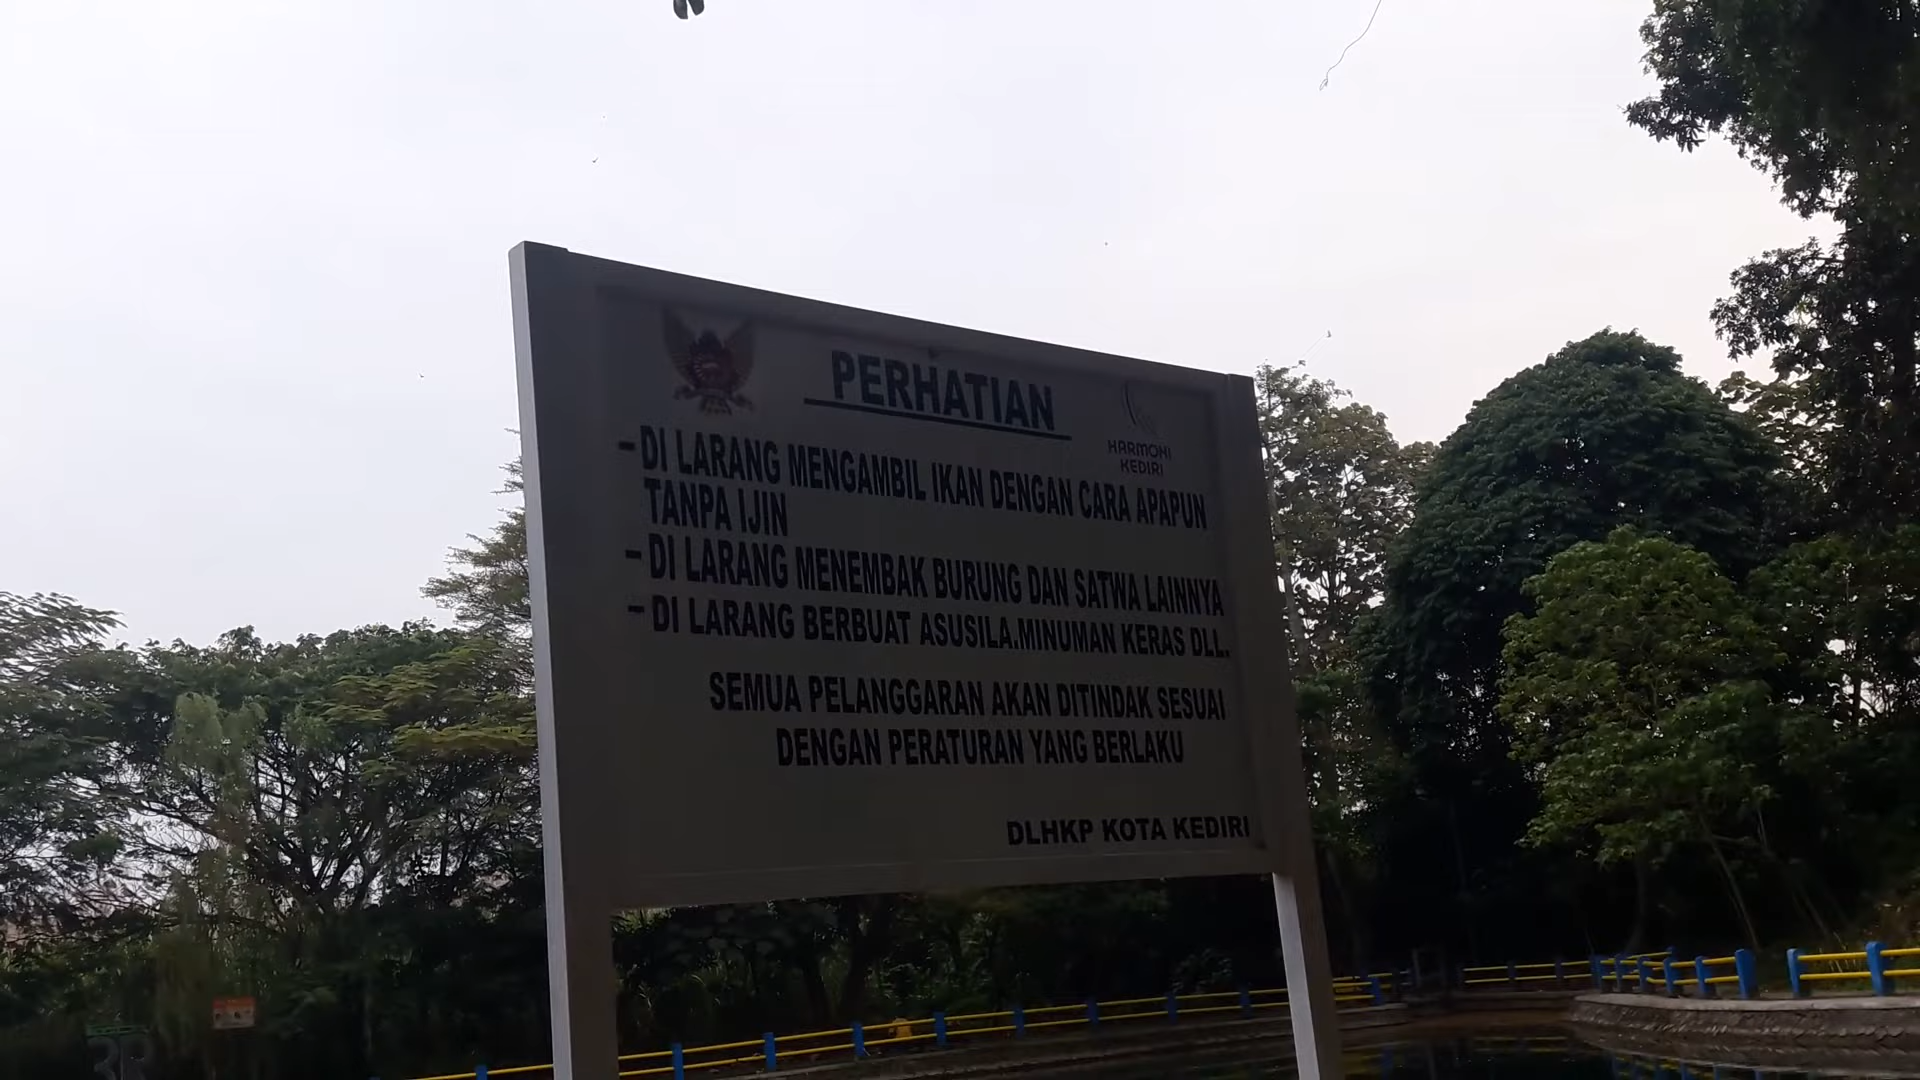 PERHATIAN
HARMONI
KEDIRI
- DI LARANG MENGAMBIL IKAN DENGAN CARA APAPUN
TANPA IJIN
- DI LARANG MENEMBAK BURUNG DAN SATWA LAINNYA
- DI LARANG BERBUAT ASUSILA.MINUMAN KERAS DLL.
SEMUA PELANGGARAN AKAN DITINDAK SESUAI
DENGAN PERATURAN YANG BERLAKU
DLHKP KOTA KEDIRI